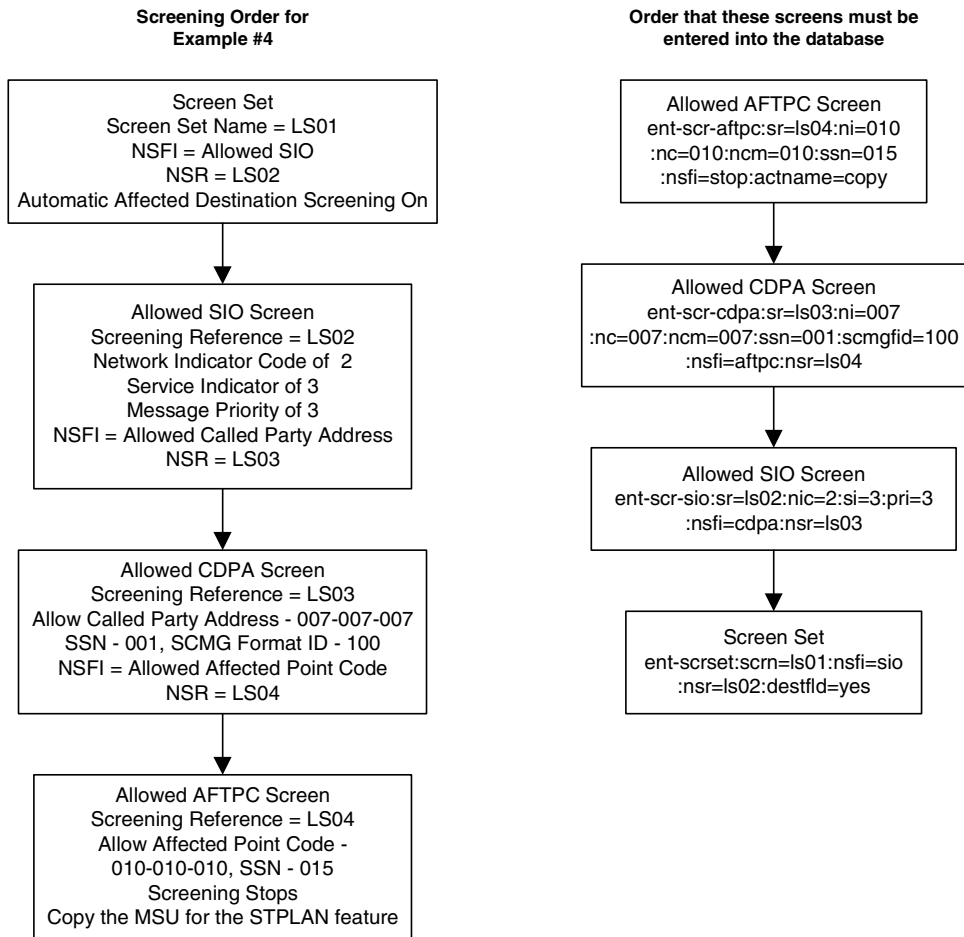 Screening Order for
Example #4
Screen Set
Screen Set Name = LS01
NSFI = Allowed SIO
NSR = LS02
Automatic Affected Destination Screening On
Allowed SIO Screen
Screening Reference = LS02
Network Indicator Code of 2
Service Indicator of 3
Message Priority of 3
NSFI = Allowed Called Party Address
NSR = LS03
Allowed CDPA Screen
Screening Reference = LS03
Allow Called Party Address - 007-007-007
SSN - 001, SCMG Format ID - 100
NSFI = Allowed Affected Point Code
NSR = LS04
Allowed AFTPC Screen
Screening Reference = LS04
Allow Affected Point Code -
010-010-010, SSN - 015
Screening Stops
Copy the MSU for the STPLAN feature
Order that these screens must be
entered into the database
Allowed AFTPC Screen
ent-scr-aftpc:sr=ls04:ni=010
:nc=010:ncm=010:ssn=015
:nsfi=stop:actname=copy
Allowed CDPA Screen
ent-scr-cdpa:sr=ls03:ni=007
:nc=007:ncm=007:ssn=001:scmgfid=100
:nsfi=aftpc:nsr=ls04
Allowed SIO Screen
ent-scr-sio:sr=ls02:nic=2:si=3:pri=3
:nsfi=cdpa:nsr=ls03
Screen Set
ent-scrset:scrn=ls01:nsfi=sio
:nsr=ls02:destfld=yes